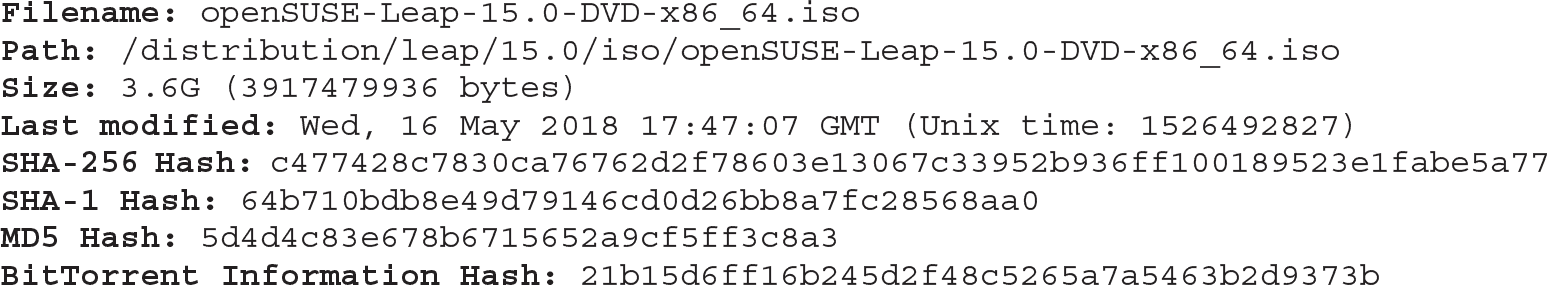 Filename: openSUSE-Leap-15.0-DVD-x86_64.iso
Path: /distribution/leap/15.0/iso/openSUSE-Leap-15.0-DVD-x86_64.iso
Size: 3.6G (3917479936 bytes)
Last modified: Wed, 16 May 2018 17:47:07 GMT (Unix time: 1526492827)
SHA-256 Hash: c477428c7830ca76762d2f78603e13067c33952b936ff100189523e1fabe5a77
SHA-1 Hash: 64b710bdb8e49d79146cd0d26bb8a7fc28568aa0
MD5 Hash: 5d4d4c83e678b6715652a9cf5ff3c8a3
BitTorrent Information Hash: 21b15d6ff16b245d2f48c5265a7a5463b2d9373b